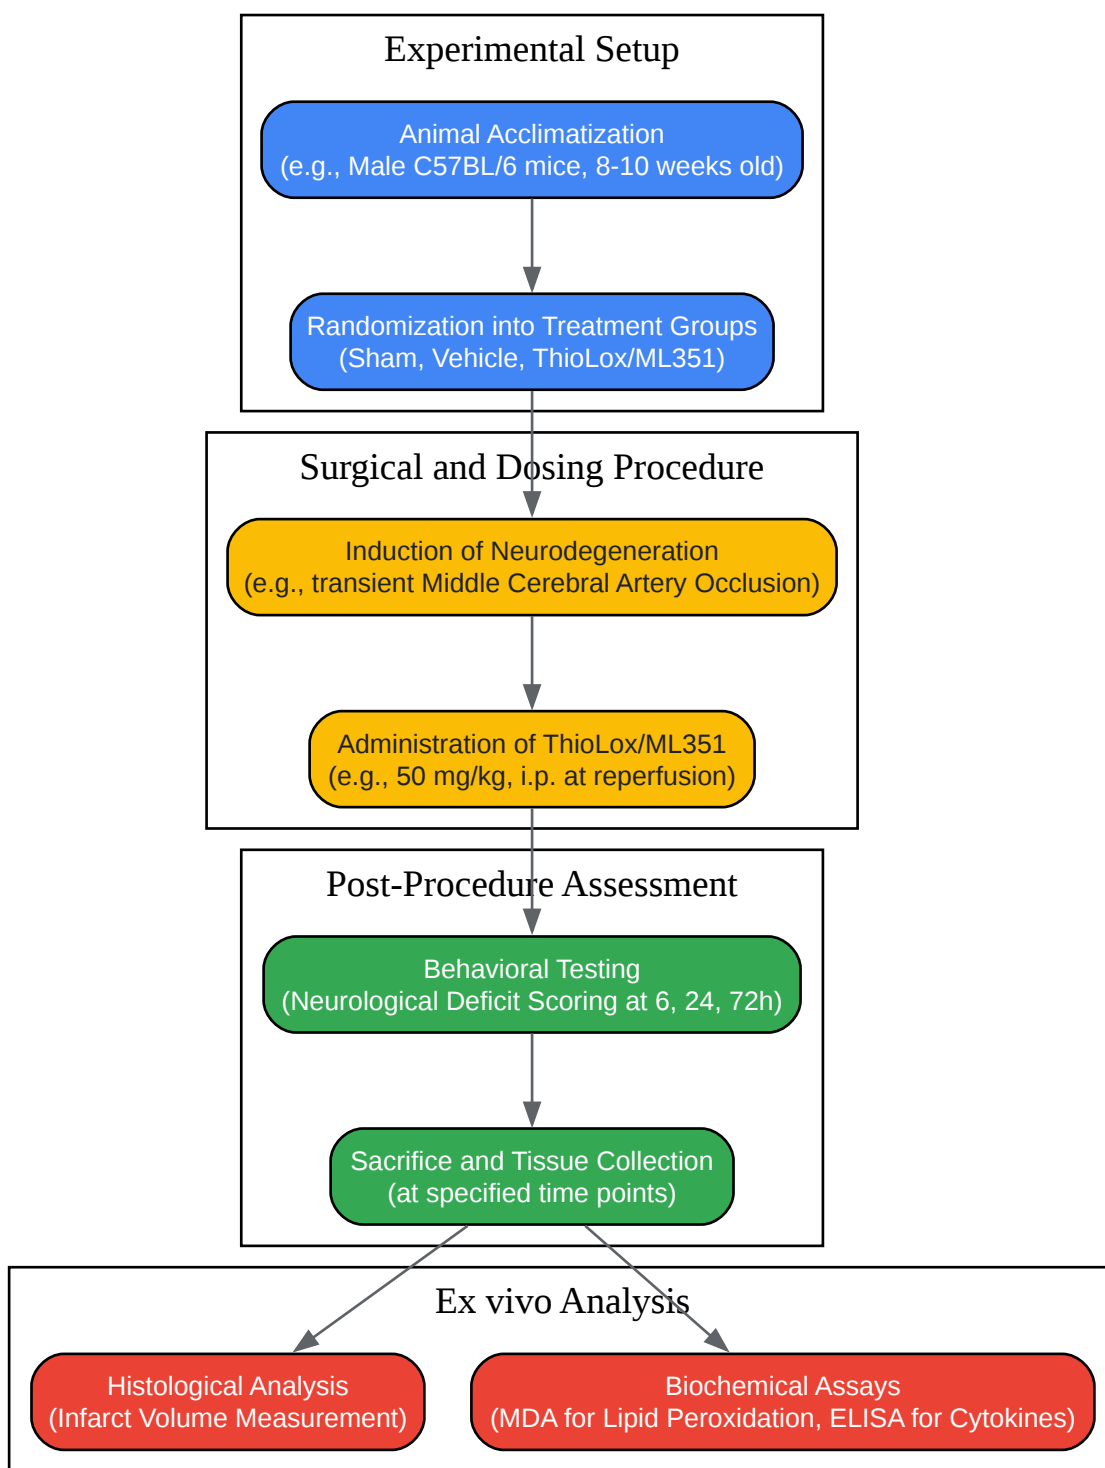 Experimental Setup
Animal Acclimatization
(e.g., Male C57BL/6 mice, 8-10 weeks old)
Randomization into Treatment Groups
(Sham, Vehicle, ThioLox/ML351)
Surgical and Dosing Procedure
Induction of Neurodegeneration
(e.g., transient Middle Cerebral Artery Occlusion)
Administration of ThioLox/ML351
(e.g., 50 mg/kg, i.p. at reperfusion)
Post-Procedure Assessment
Behavioral Testing
(Neurological Deficit Scoring at 6, 24, 72h)
Sacrifice and Tissue Collection
(at specified time points)
Ex vivo Analysis
Histological Analysis
(Infarct Volume Measurement)
Biochemical Assays
(MDA for Lipid Peroxidation, ELISA for Cytokines)